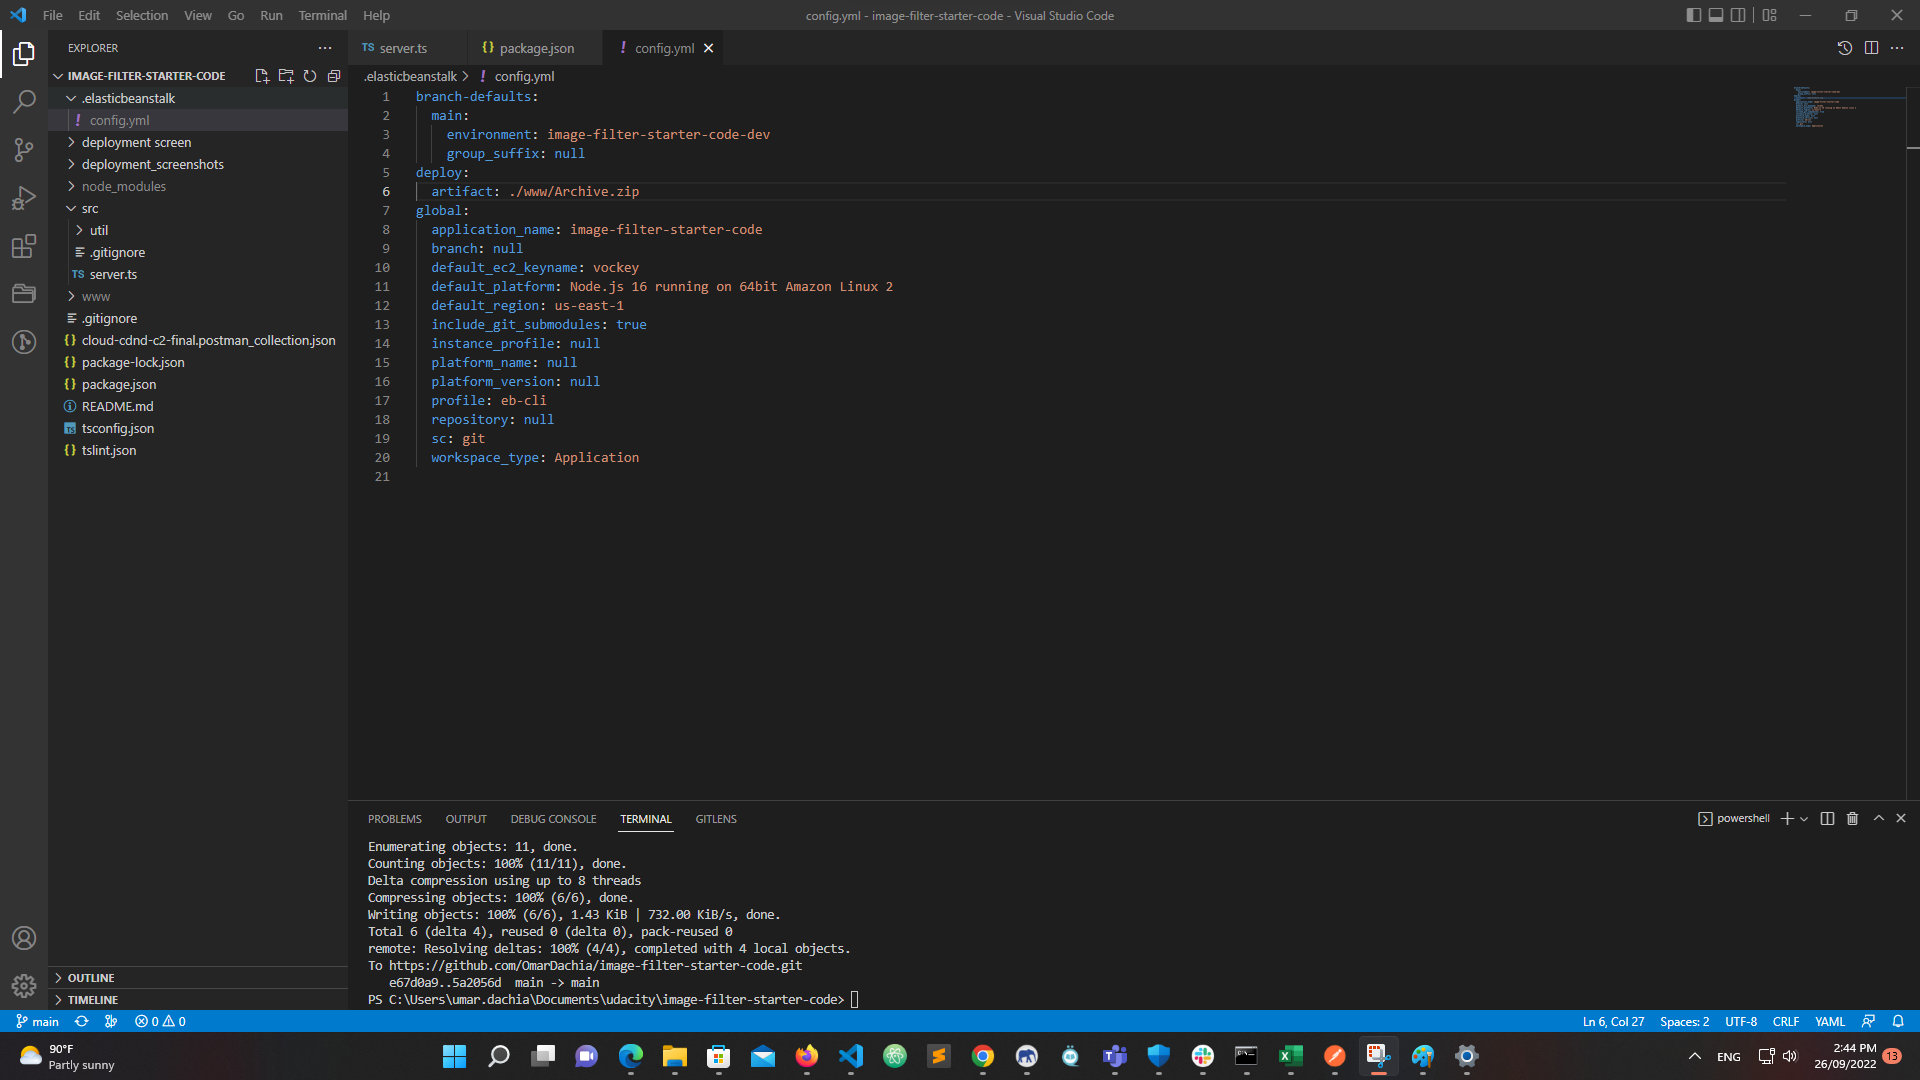 File Edit Selection View Go Run Terminal Help
config.yml - image-filter-starter-code - Visual Studio Code
EXPLORER
IMAGE-FILTER-STARTER-CODE
.elasticbeanstalk
! config.yml
deployment screen
deployment_screenshots
node_modules
src
util
.gitignore
TS server.ts
www
.gitignore
{} cloud-cdnd-c2-final.postman_collection.json
{} package-lock.json
{} package.json
README.md
tsconfig.json
{} tslint.json
OUTLINE
TIMELINE
TS server.ts {} package.json ! config.yml
.elasticbeanstalk > ! config.yml
1 branch-defaults:
2 main:
3 environment: image-filter-starter-code-dev
4 group_suffix: null
5 deploy:
6 artifact: ./www/Archive.zip
7 global:
8 application_name: image-filter-starter-code
9 branch: null
10 default_ec2_keyname: vockey
11 default_platform: Node.js 16 running on 64bit Amazon Linux 2
12 default_region: us-east-1
13 include_git_submodules: true
14 instance_profile: null
15 platform_name: null
16 platform_version: null
17 profile: eb-cli
18 repository: null
19 sc: git
20 workspace_type: Application
21
PROBLEMS OUTPUT DEBUG CONSOLE TERMINAL GITLENS
powershell
Enumerating objects: 11, done.
Counting objects: 100% (11/11), done.
Delta compression using up to 8 threads
Compressing objects: 100% (6/6), done.
Writing objects: 100% (6/6), 1.43 KiB | 732.00 KiB/s, done.
Total 6 (delta 4), reused 0 (delta 0), pack-reused 0
remote: Resolving deltas: 100% (4/4), completed with 4 local objects.
To https://github.com/OmarDachia/image-filter-starter-code.git
e67d0a9..5a2056d main -> main
PS C:\Users\umar.dachia\Documents\udacity\image-filter-starter-code>
main 0 0
Ln 6, Col 27 Spaces: 2 UTF-8 CRLF YAML
90°F
Partly sunny
ENG
2:44 PM
26/09/2022
13